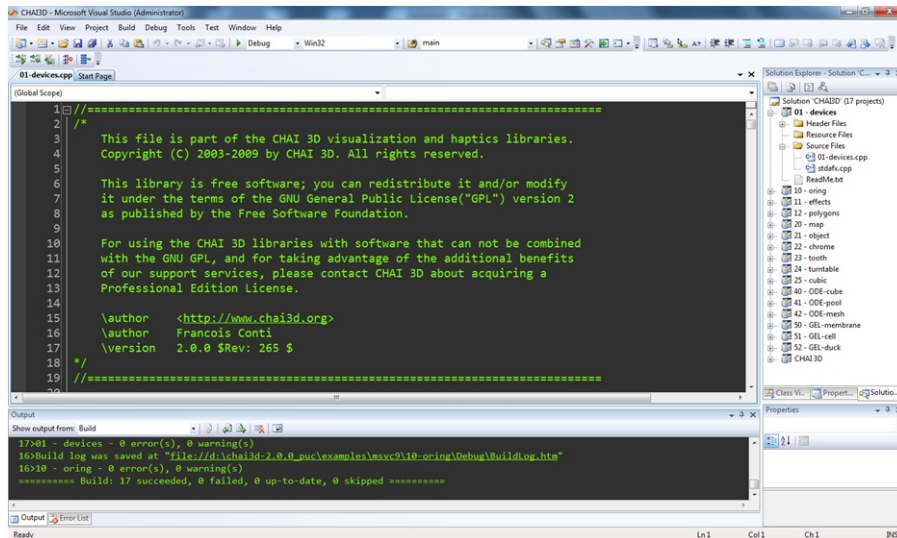 CHAI3D - Microsoft Visual Studio (Administrator)
File Edit View Project Build Debug Tools Test Window Help
Debug Win32 main
01-devices.cpp Start Page
(Global Scope)
1 //============================================================================
2 /*
3 This file is part of the CHAI 3D visualization and haptics libraries.
4 Copyright (C) 2003-2009 by CHAI 3D. All rights reserved.
5
6 This library is free software; you can redistribute it and/or modify
7 it under the terms of the GNU General Public License("GPL") version 2
8 as published by the Free Software Foundation.
9
10 For using the CHAI 3D libraries with software that can not be combined
11 with the GNU GPL, and for taking advantage of the additional benefits
12 of our support services, please contact CHAI 3D about acquiring a
13 Professional Edition License.
14
15 \author <http://www.chai3d.org>
16 \author Francois Conti
17 \version 2.0.0 $Rev: 265 $
18 */
19 //============================================================================
Solution Explorer - Solution 'C...
Solution 'CHAI3D' (17 projects)
01 - devices
Header Files
Resource Files
Source Files
01-devices.cpp
stdafx.cpp
ReadMe.txt
10 - oring
11 - effects
12 - polygons
20 - map
21 - object
22 - chrome
23 - tooth
24 - turntable
25 - cubic
40 - ODE-cube
41 - ODE-pool
42 - ODE-mesh
50 - GEL-membrane
51 - GEL-cell
52 - GEL-duck
CHAI3D
Class Vi... Propert... Solutio...
Properties
Output
Show output from: Build
17>01 - devices - 0 error(s), 0 warning(s)
16>Build log was saved at "file://d:\chai3d-2.0.0_puc\examples\msvc9\10-oring\Debug\BuildLog.htm"
16>10 - oring - 0 error(s), 0 warning(s)
========== Build: 17 succeeded, 0 failed, 0 up-to-date, 0 skipped ==========
Output Error List
Ready Ln 1 Col 1 Ch 1 INS